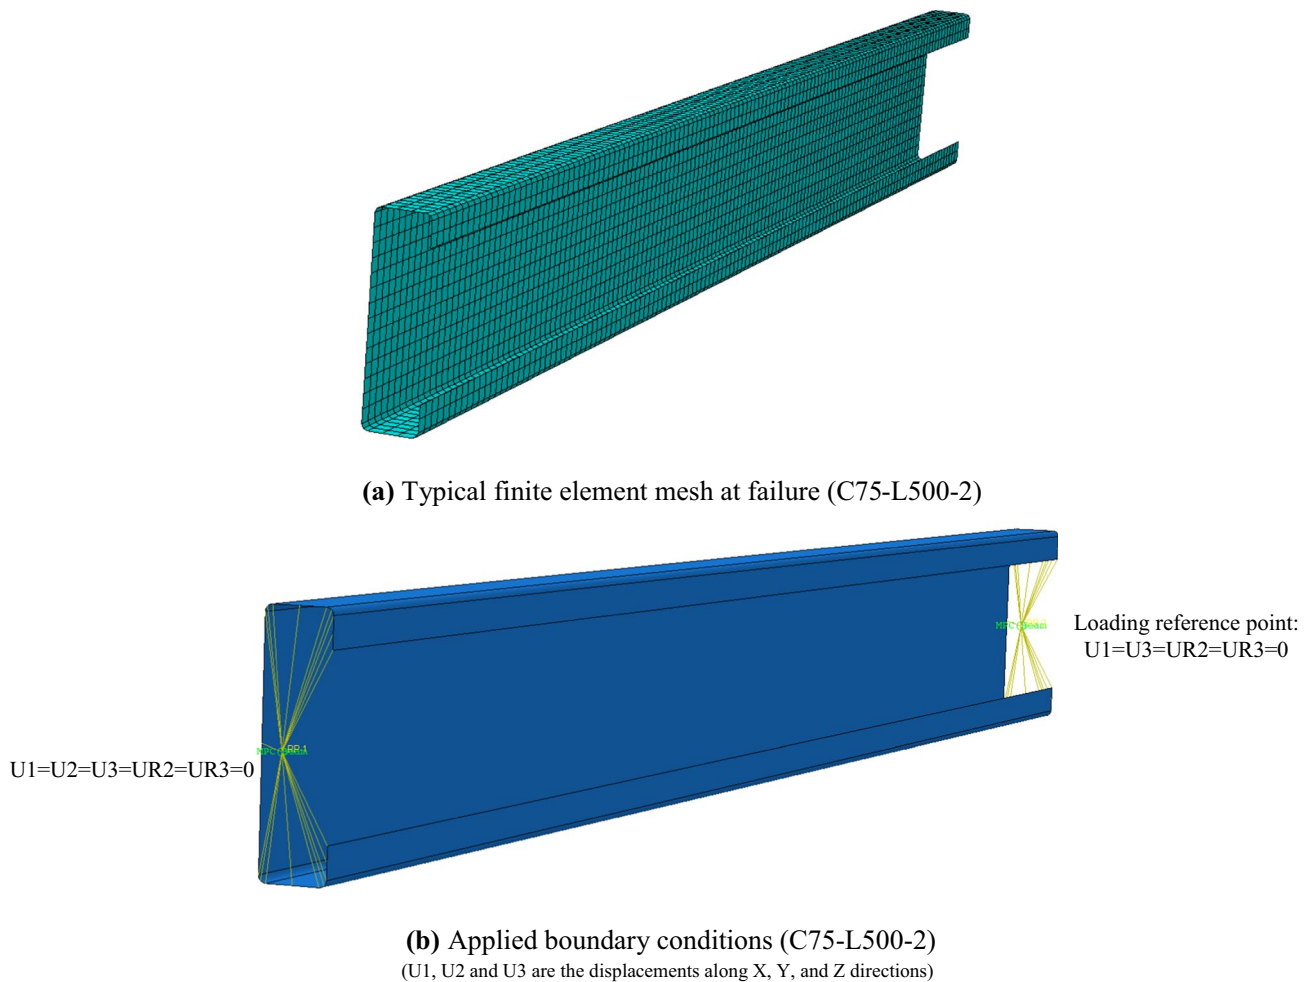 (a) Typical finite element mesh at failure (C75-L500-2)
Loading reference point:
U1=U3=UR2=UR3=0
RP-1
U1=U2=U3=UR2=UR3=0
(b) Applied boundary conditions (C75-L500-2)
(U1, U2 and U3 are the displacements along X, Y, and Z directions)